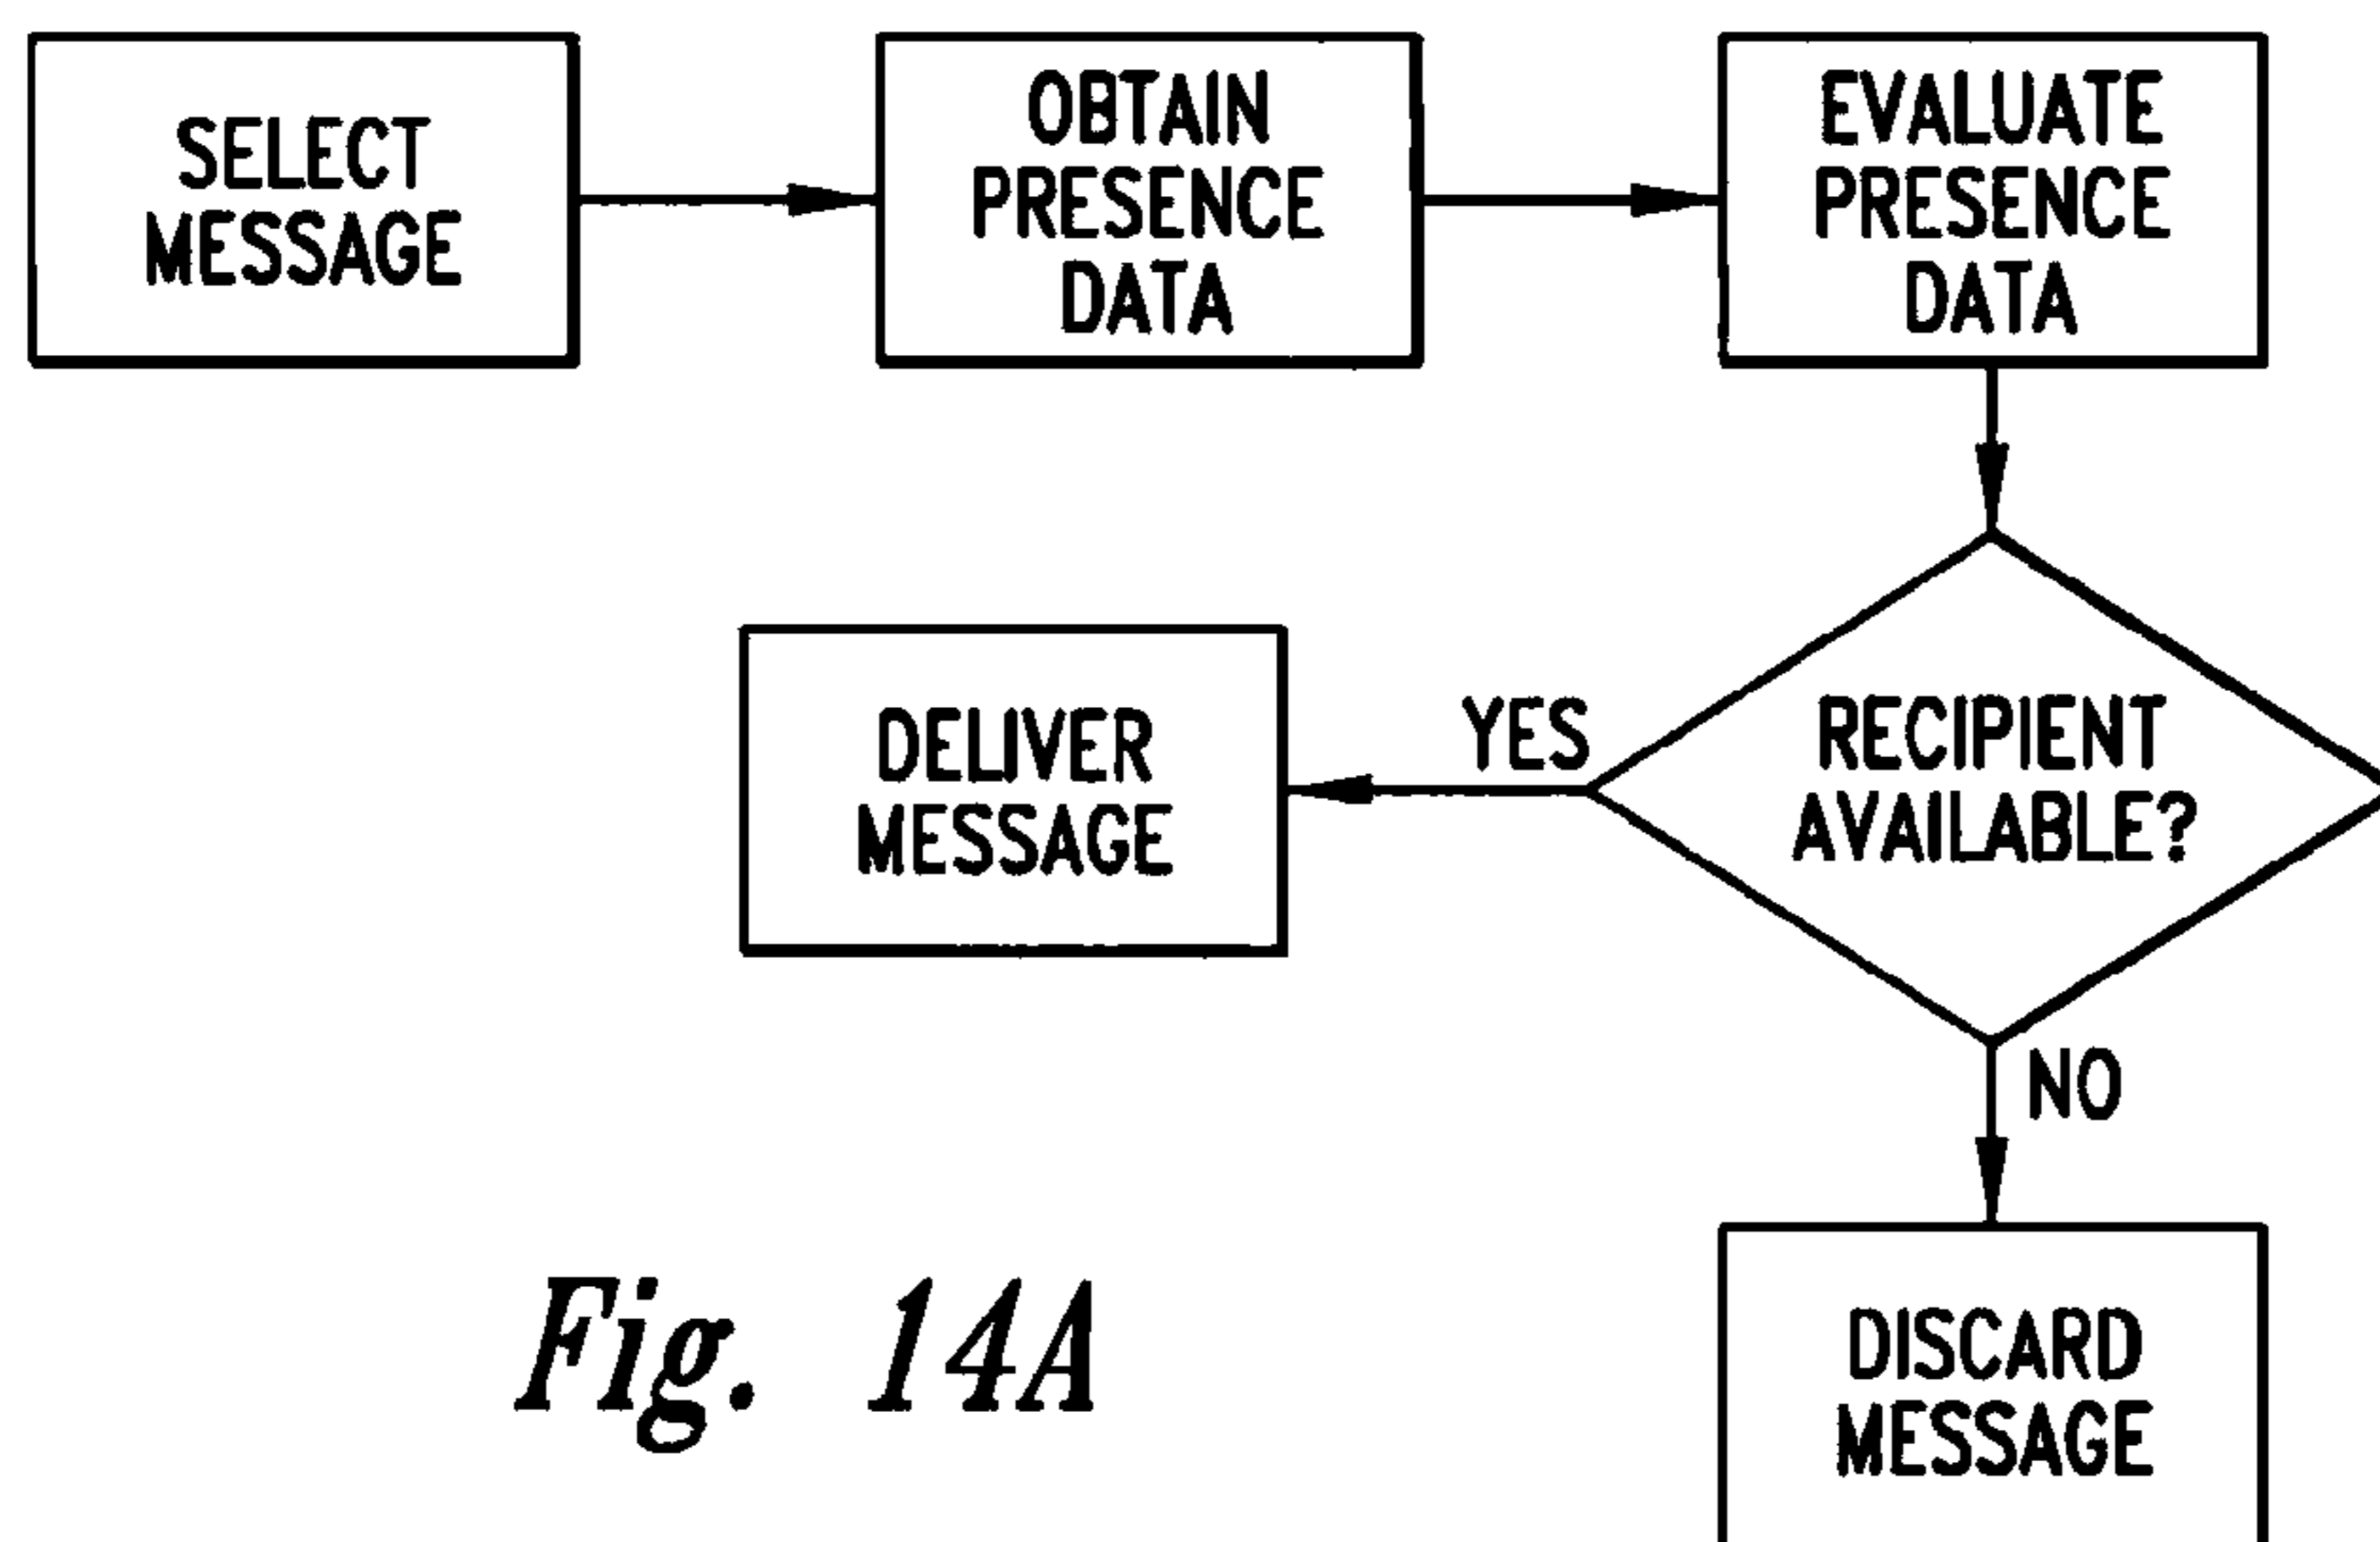 SELECT
MESSAGE
OBTAIN
PRESENCE
DATA
EVALUATE
PRESENCE
DATA
DELIVER
MESSAGE
YES
RECIPIENT
AVAILABLE?
NO
DISCARD
MESSAGE
Fig. 14A